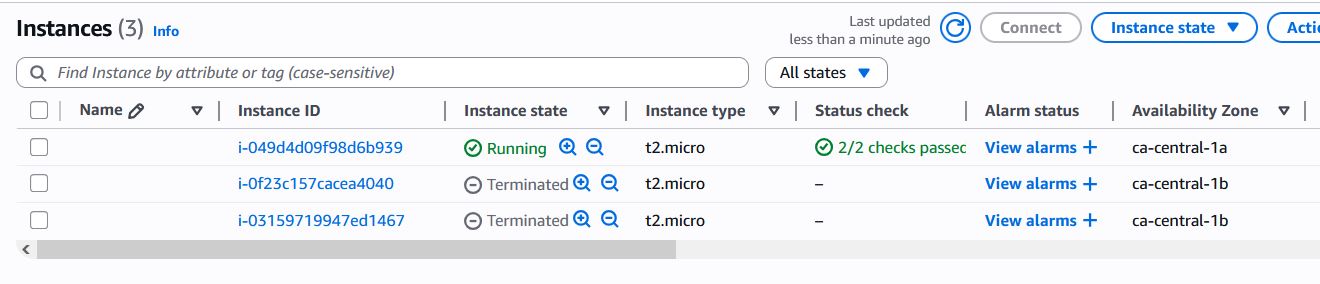 Instances (3) Info
Last updated
less than a minute ago
Connect
Instance state
Actio
Find Instance by attribute or tag (case-sensitive)
All states
Name Instance ID Instance state Instance type Status check Alarm status Availability Zone
i-049d4d09f98d6b939 Running t2.micro 2/2 checks passec View alarms + ca-central-1a
i-0f23c157cacea4040 Terminated t2.micro – View alarms + ca-central-1b
i-03159719947ed1467 Terminated t2.micro – View alarms + ca-central-1b